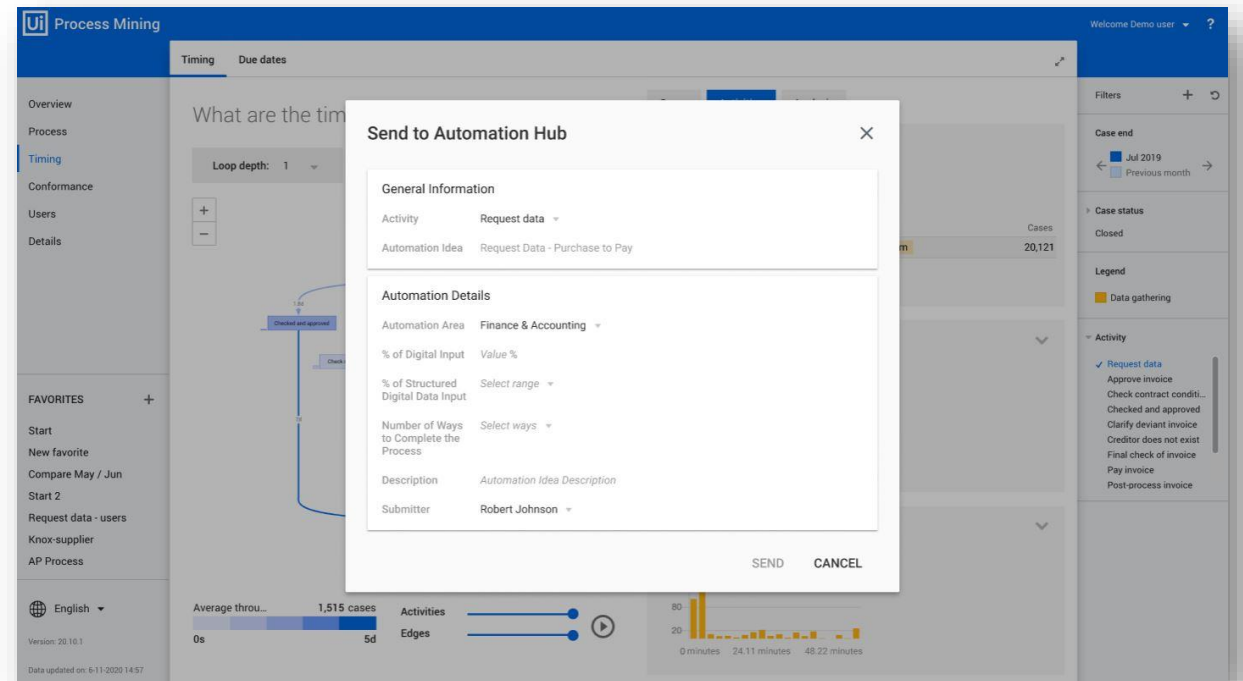 Ui Process Mining
Welcome Demo user ?
Timing Due dates
Overview
Process
Timing
Conformance
Users
Details
FAVORITES +
Start
New favorite
Compare May / Jun
Start 2
Request data - users
Knox-supplier
AP Process
English
Version: 20.10.1
Data updated on: 6-11-2020 14:57
What are the tim
Loop depth: 1
+
−
1.8d
Checked and approved
Check
Average throu... 1,515 cases
0s 5d
Activities
Edges
Send to Automation Hub
General Information
Activity Request data
Automation Idea Request Data - Purchase to Pay
Automation Details
Automation Area Finance & Accounting
% of Digital Input Value %
% of Structured Select range
Digital Data Input
Number of Ways Select ways
to Complete the
Process
Description Automation Idea Description
Submitter Robert Johnson
SEND CANCEL
Cases
m 20,121
80
20
0 minutes 24.11 minutes 48.22 minutes
Filters +
Case end
Jul 2019
Previous month
Case status
Closed
Legend
Data gathering
Activity
Request data
Approve invoice
Check contract conditi...
Checked and approved
Clarify deviant invoice
Creditor does not exist
Final check of invoice
Pay invoice
Post-process invoice